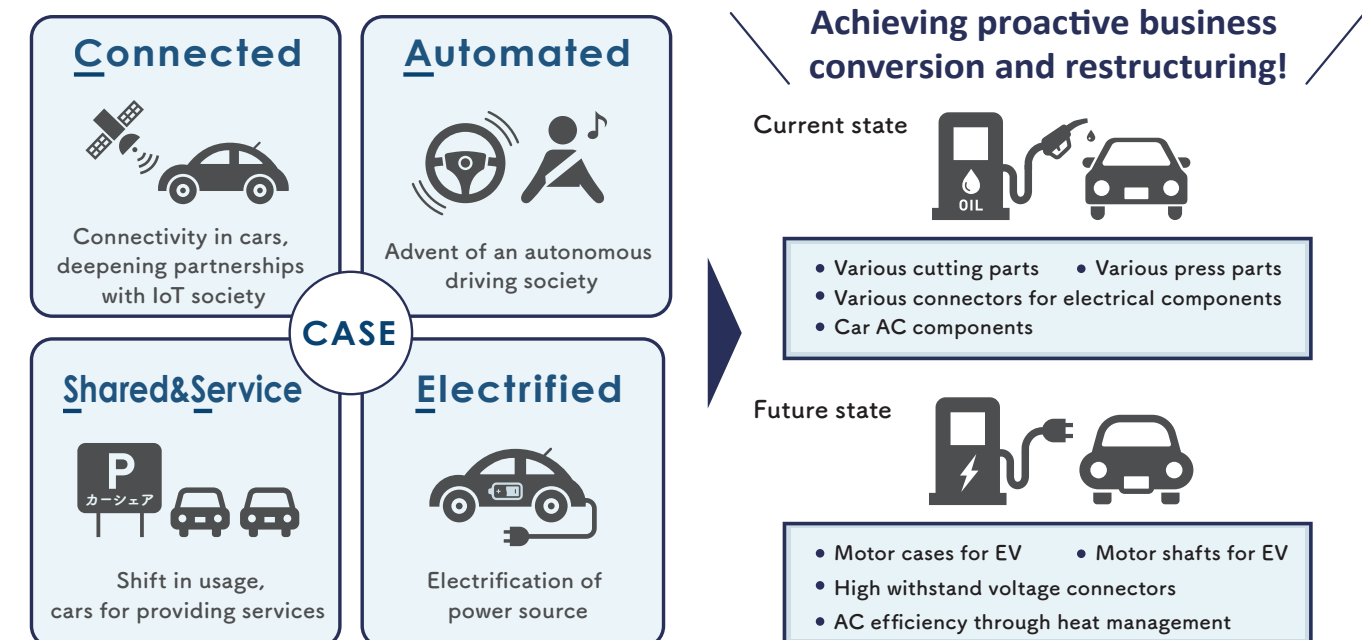 Connected
Connectivity in cars,
deepening partnerships
with IoT society
Automated
Advent of an autonomous
driving society
CASE
Shared&Service
P
カーシェア
Shift in usage,
cars for providing services
Electrified
Electrification of
power source
Achieving proactive business
conversion and restructuring!
Current state
OIL
• Various cutting parts • Various press parts
• Various connectors for electrical components
• Car AC components
Future state
• Motor cases for EV • Motor shafts for EV
• High withstand voltage connectors
• AC efficiency through heat management